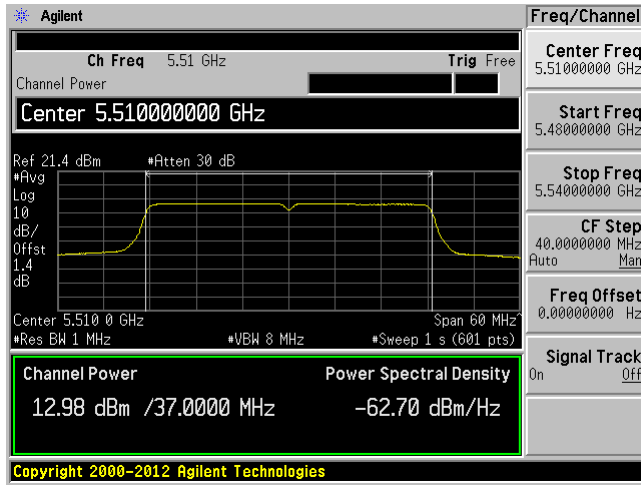 Agilent
Freq/Channel
Ch Freq 5.51 GHz Trig Free
Channel Power
Center 5.510000000 GHz
Center Freq
5.51000000 GHz
Start Freq
5.48000000 GHz
Stop Freq
5.54000000 GHz
CF Step
40.0000000 MHz
Auto Man
Freq Offset
0.00000000 Hz
Signal Track
On Off
Ref 21.4 dBm #Atten 30 dB
#Avg
Log
10
dB/
Offst
1.4
dB
Center 5.510 0 GHz Span 60 MHz^
#Res BW 1 MHz #VBW 8 MHz #Sweep 1 s (601 pts)
Channel Power Power Spectral Density
12.98 dBm /37.0000 MHz -62.70 dBm/Hz
Copyright 2000-2012 Agilent Technologies